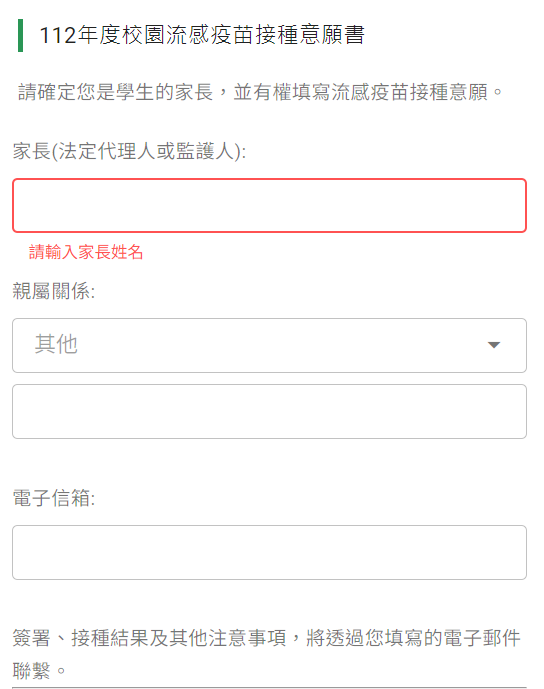 112年度校園流感疫苗接種意願書
請確定您是學生的家長，並有權填寫流感疫苗接種意願。
家長(法定代理人或監護人):
請輸入家長姓名
親屬關係:
其他
電子信箱:
簽署、接種結果及其他注意事項，將透過您填寫的電子郵件
聯繫。